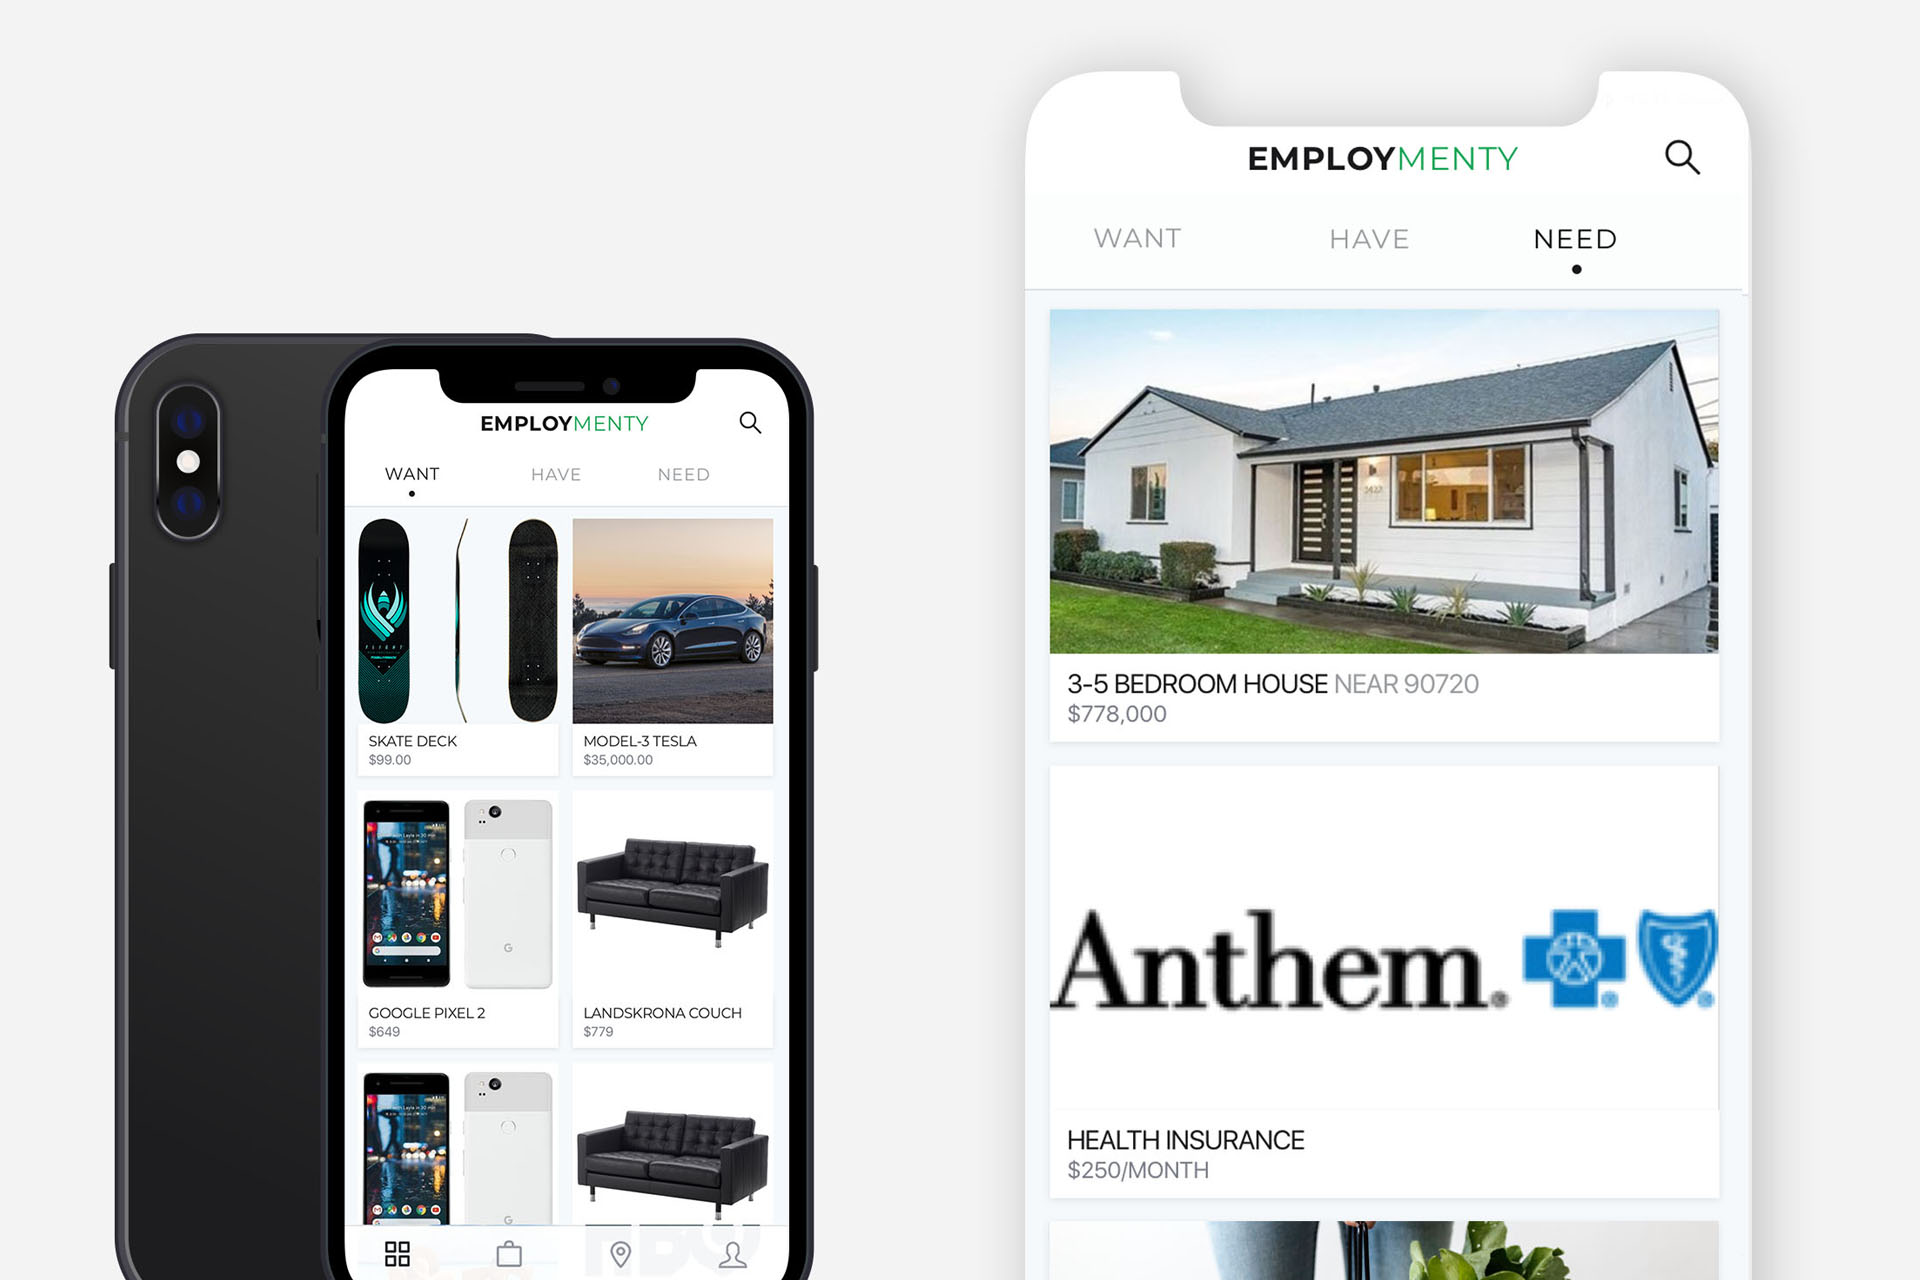 EMPLOYMENTY
WANT HAVE NEED
FLIGHT
SKATE DECK
$99.00
MODEL-3 TESLA
$35,000.00
G
GOOGLE PIXEL 2
$649
LANDSKRONA COUCH
$779
G
EMPLOYMENTY
WANT HAVE NEED
3-5 BEDROOM HOUSE NEAR 90720
$778,000
Anthem.®
HEALTH INSURANCE
$250/MONTH